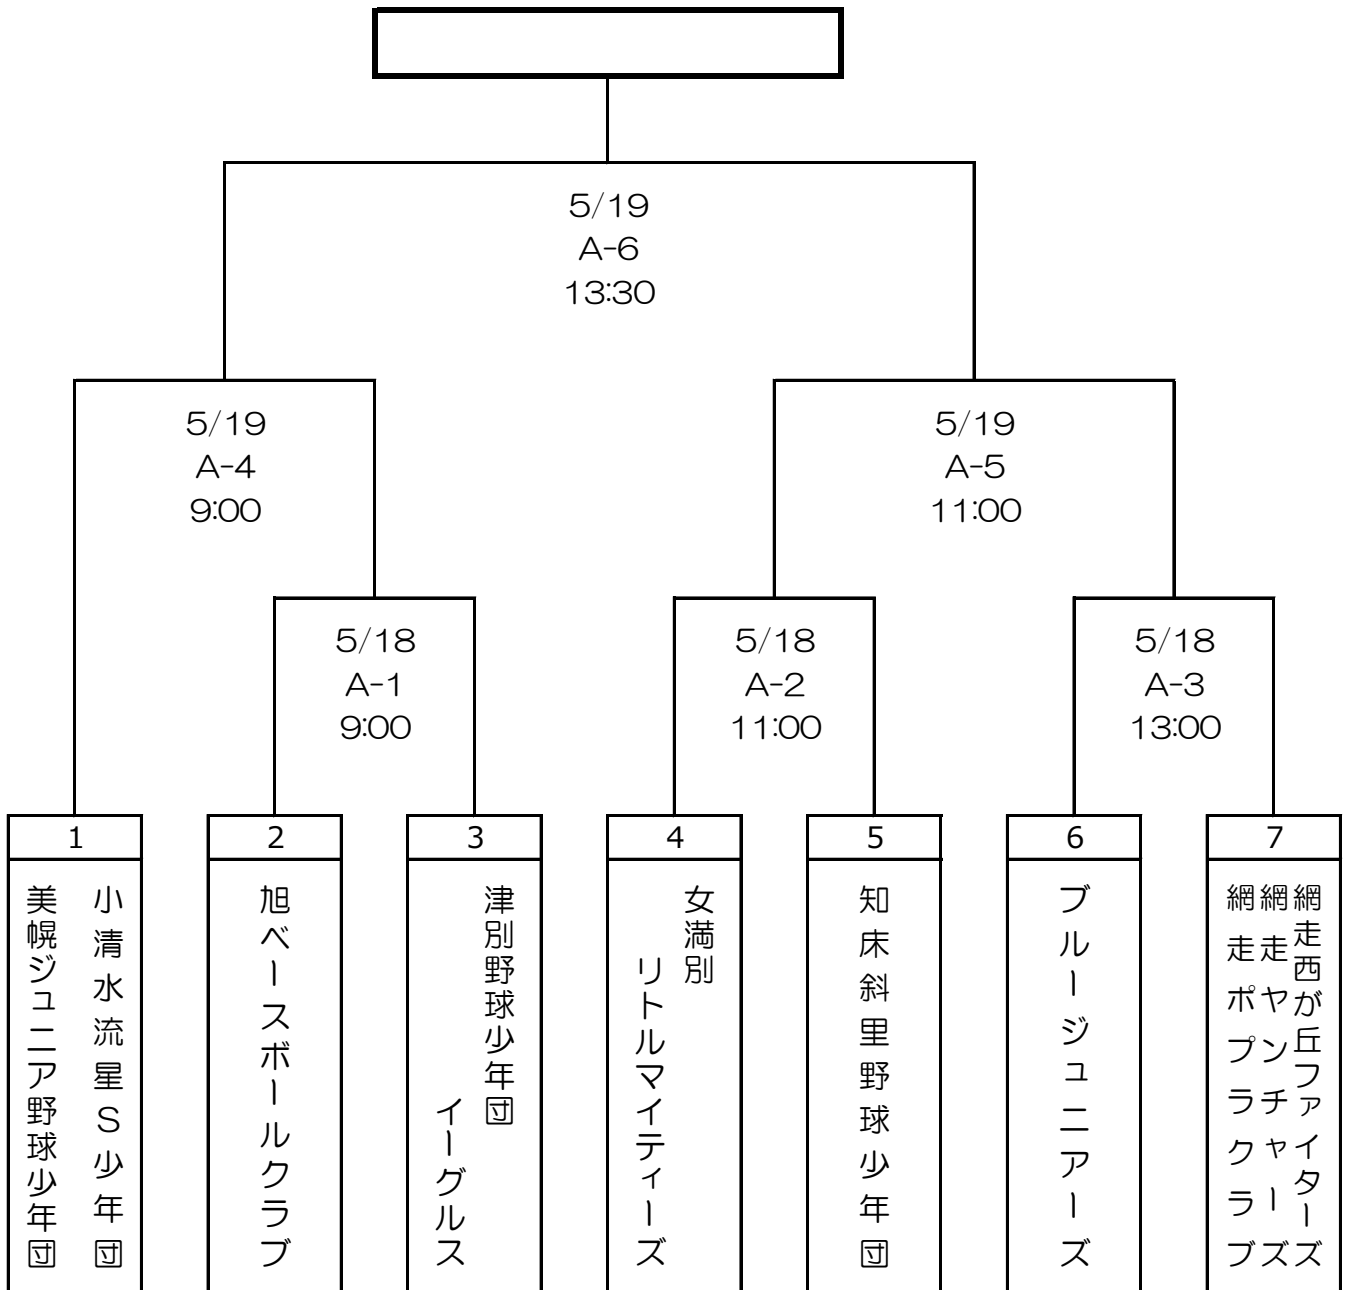 5/19
A-6
13:30
5/19
A-4
9:00
5/19
A-5
11:00
5/18
A-1
9:00
5/18
A-2
11:00
5/18
A-3
13:00
1
小清水流星S少年団
美幌ジュニア野球少年団
2
旭ベースボールクラブ
3
津別野球少年団
イーグルス
4
女満別
リトルマイティーズ
5
知床斜里野球少年団
6
ブルージュニアーズ
7
網走西が丘ファイターズ
網走ヤンチャーズ
網走ポプラクラブ